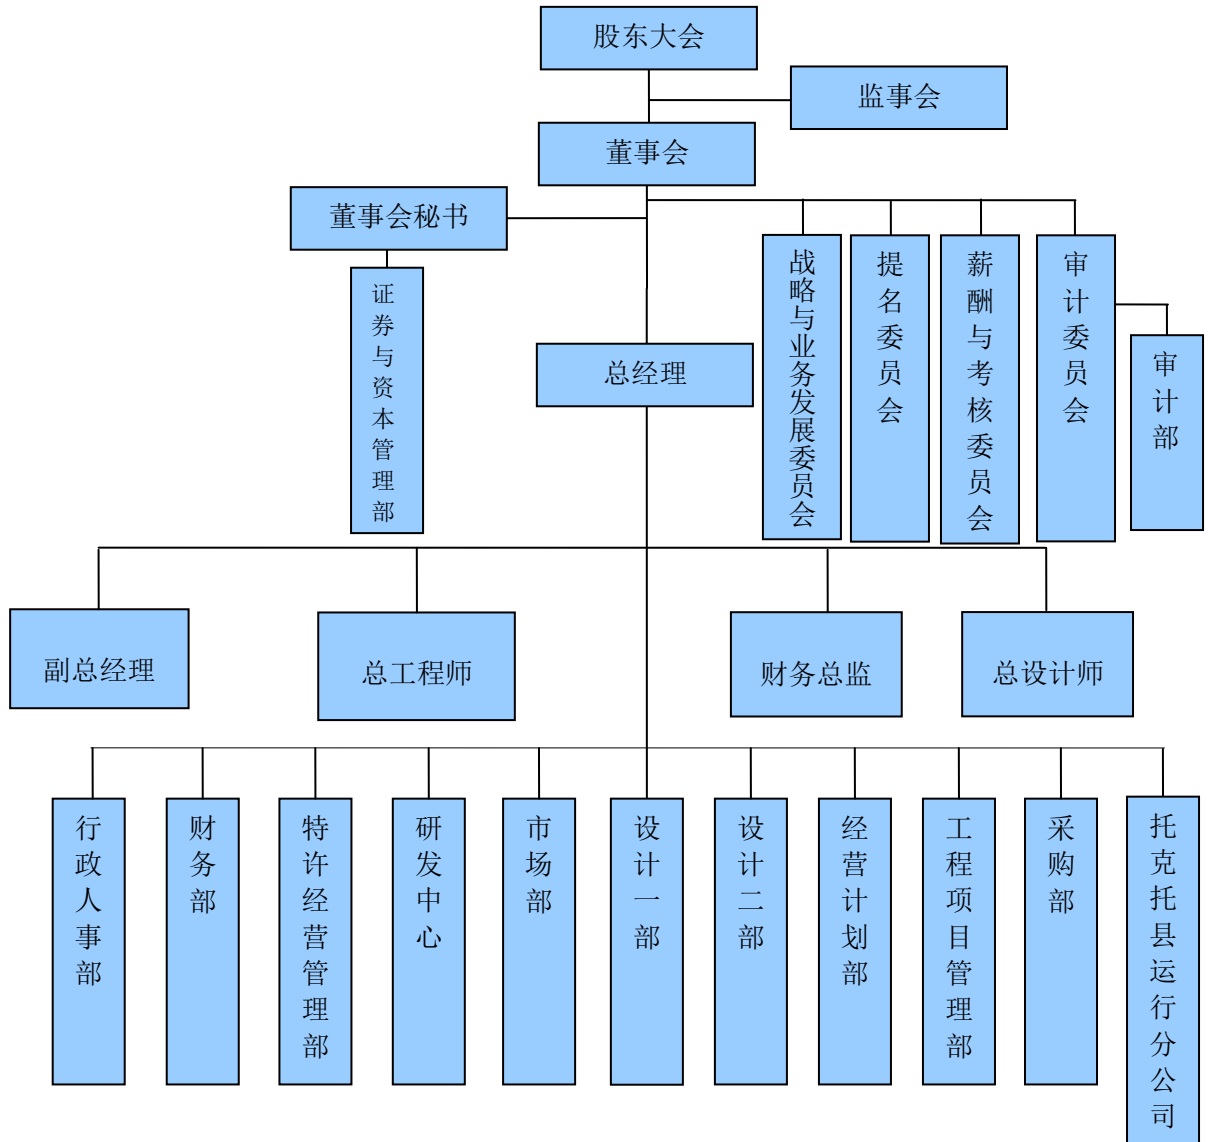 股东大会
监事会
董事会
董事会秘书
证券与资本管理部
战略与业务发展委员会
提名委员会
薪酬与考核委员会
审计委员会
审计部
总经理
副总经理
总工程师
财务总监
总设计师
行政人事部
财务部
特许经营管理部
研发中心
市场部
设计一部
设计二部
经营计划部
工程项目管理部
采购部
托克托县运行分公司